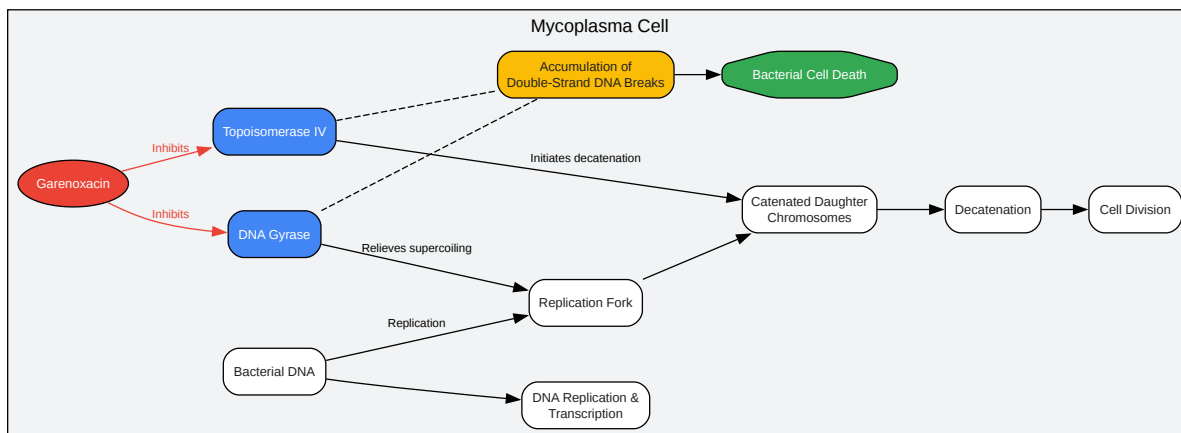 Mycoplasma Cell
Accumulation of
Double-Strand DNA Breaks
Bacterial Cell Death
Topoisomerase IV
Inhibits
Initiates decatenation
Garenoxacin
Catenated Daughter
Chromosomes
Decatenation
Cell Division
Inhibits
DNA Gyrase
Relieves supercoiling
Replication Fork
Replication
Bacterial DNA
DNA Replication &
Transcription